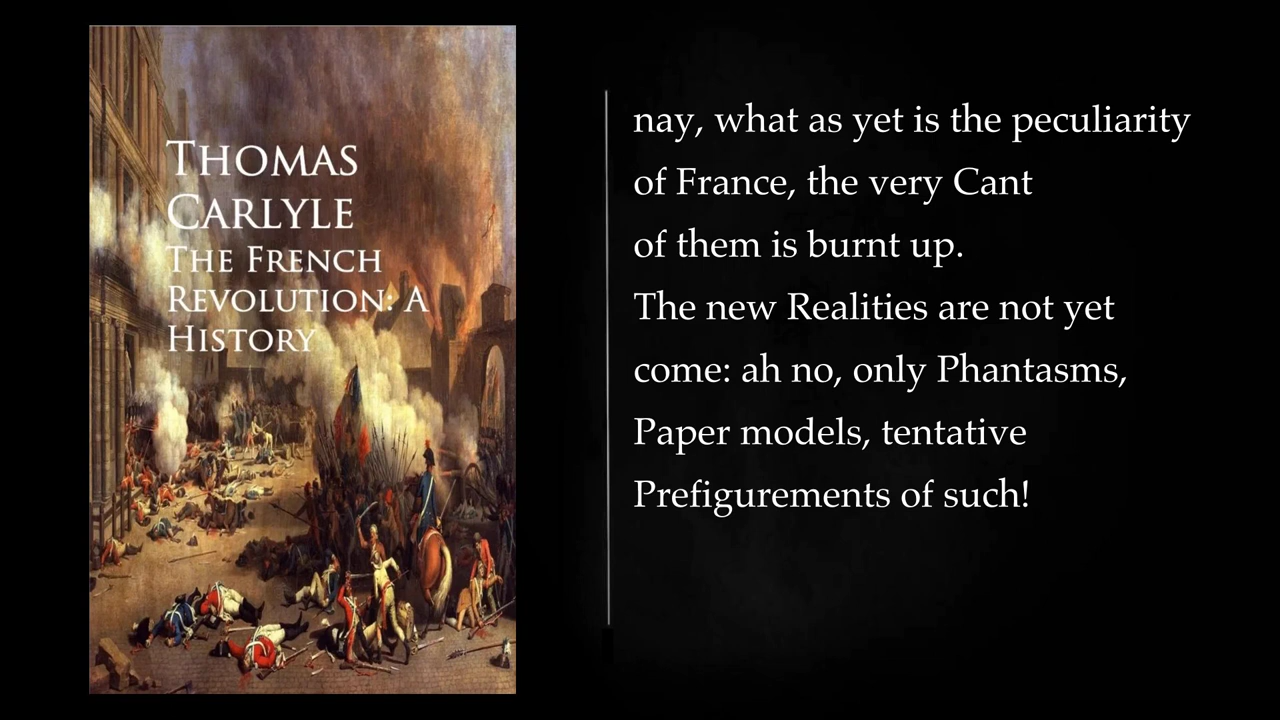 THOMAS
CARLYLE
THE FRENCH
REVOLUTION: A
HISTORY
nay, what as yet is the peculiarity
of France, the very Cant
of them is burnt up.
The new Realities are not yet
come: ah no, only Phantasms,
Paper models, tentative
Prefigurements of such!